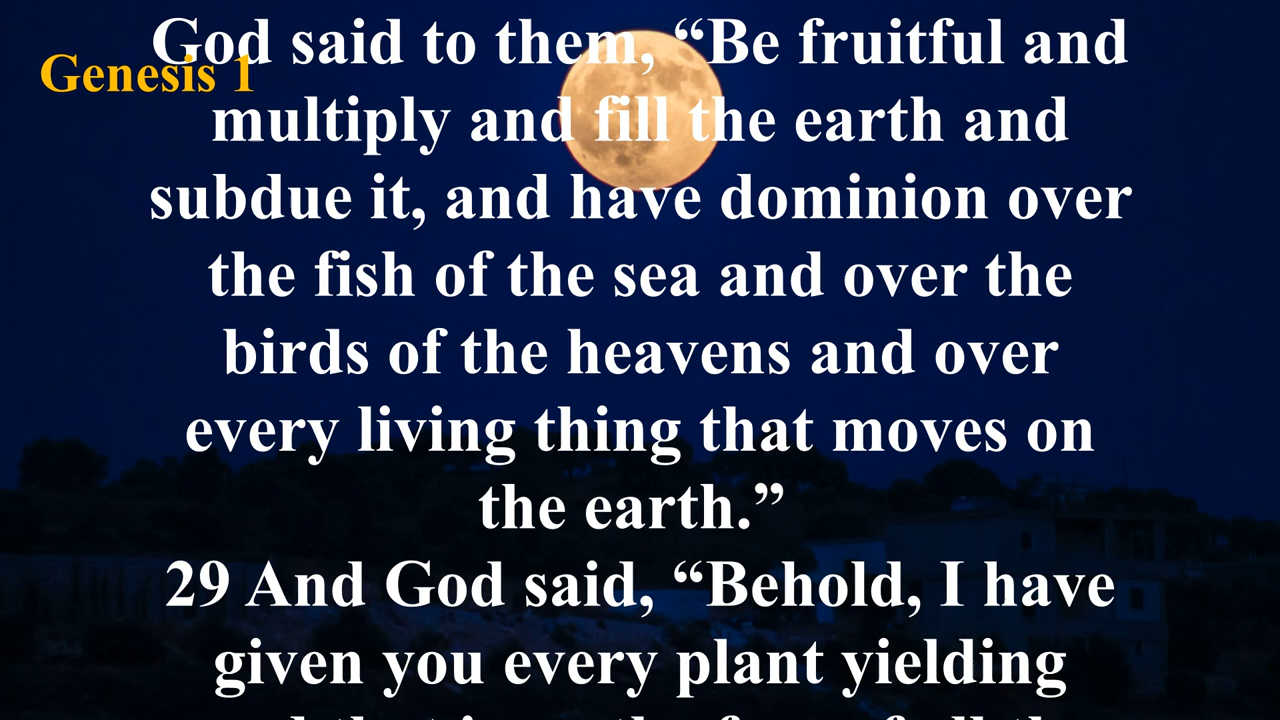 God said to them, “Be fruitful and
Genesis 1
multiply and fill the earth and
subdue it, and have dominion over
the fish of the sea and over the
birds of the heavens and over
every living thing that moves on
the earth.”
29 And God said, “Behold, I have
given you every plant yielding